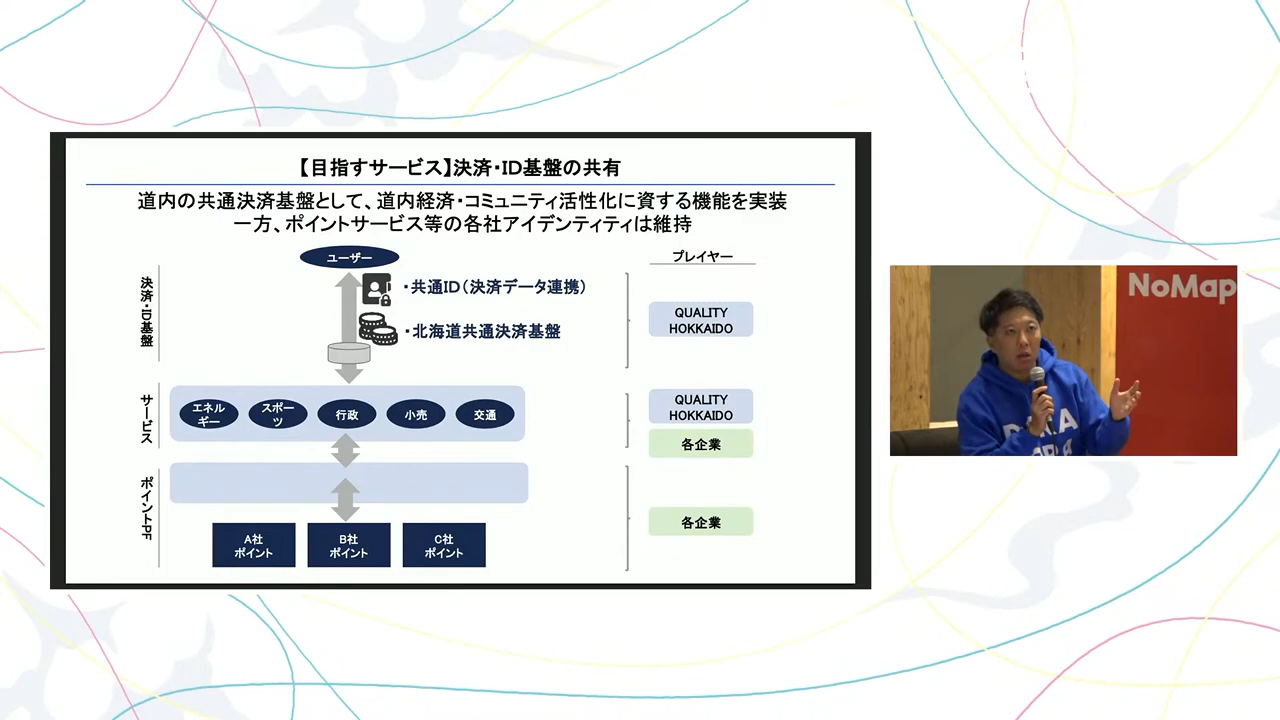 【目指すサービス】決済・ID基盤の共有
道内の共通決済基盤として、道内経済・コミュニティ活性化に資する機能を実装
一方、ポイントサービス等の各社アイデンティティは維持
ユーザー
プレイヤー
決済・ID基盤
・共通ID(決済データ連携)
・北海道共通決済基盤
QUALITY
HOKKAIDO
サービス
エネル
ギー
スポー
ツ
行政
小売
交通
QUALITY
HOKKAIDO
各企業
ポイントPF
A社
ポイント
B社
ポイント
C社
ポイント
各企業
NoMap